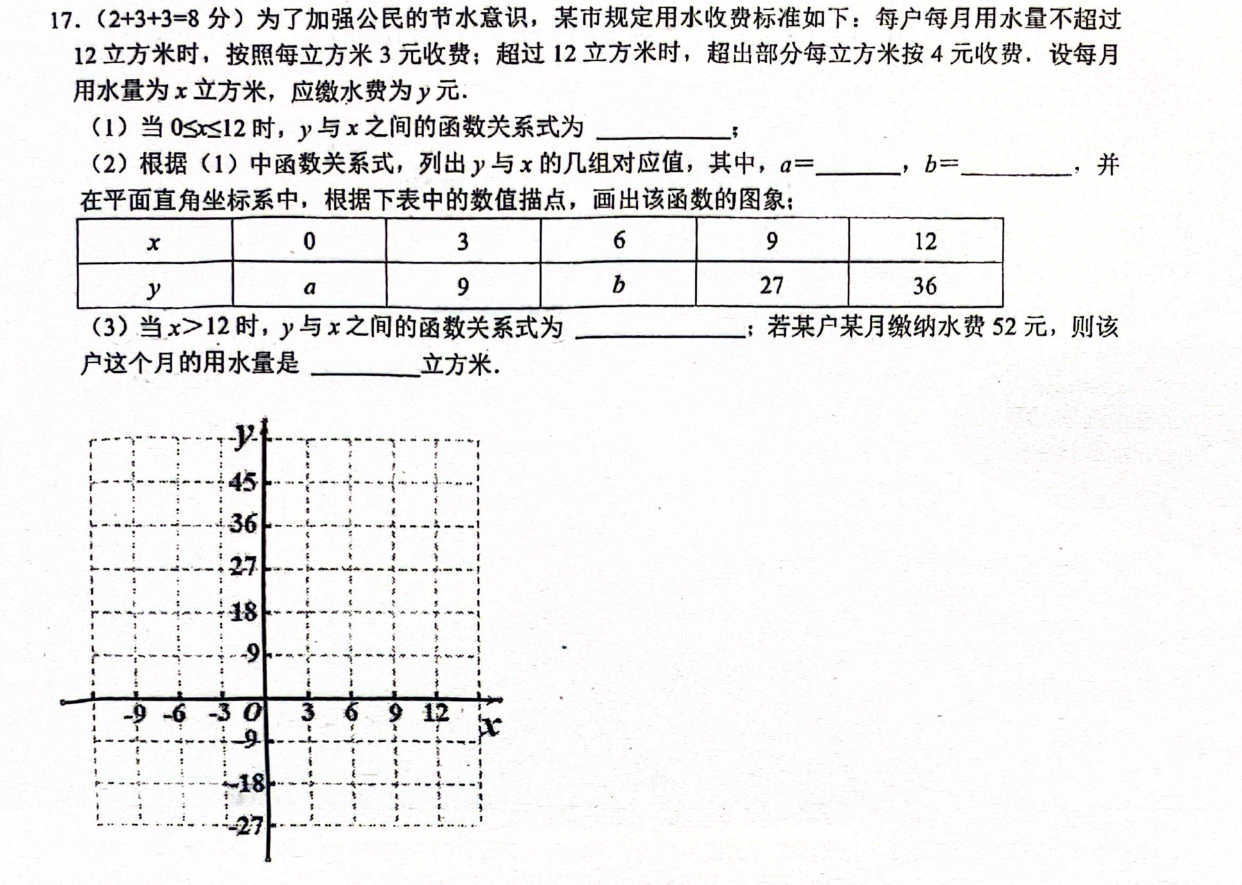 17.（2+3+3=8 分）为了加强公民的节水意识，某市规定用水收费标准如下：每户每月用水量不超过
12 立方米时，按照每立方米 3 元收费；超过 12 立方米时，超出部分每立方米按 4 元收费．设每月
用水量为 x 立方米，应缴水费为 y 元．
（1）当 0≤x≤12 时，y 与 x 之间的函数关系式为 ________；
（2）根据（1）中函数关系式，列出 y 与 x 的几组对应值，其中，a=______，b=________，并
在平面直角坐标系中，根据下表中的数值描点，画出该函数的图象；
x 0 3 6 9 12
y a 9 b 27 36
（3）当 x＞12 时，y 与 x 之间的函数关系式为 __________；若某户某月缴纳水费 52 元，则该
户这个月的用水量是 ______立方米．
y
45
36
27
18
9
-9 -6 -3 O 3 6 9 12 x
-9
-18
-27